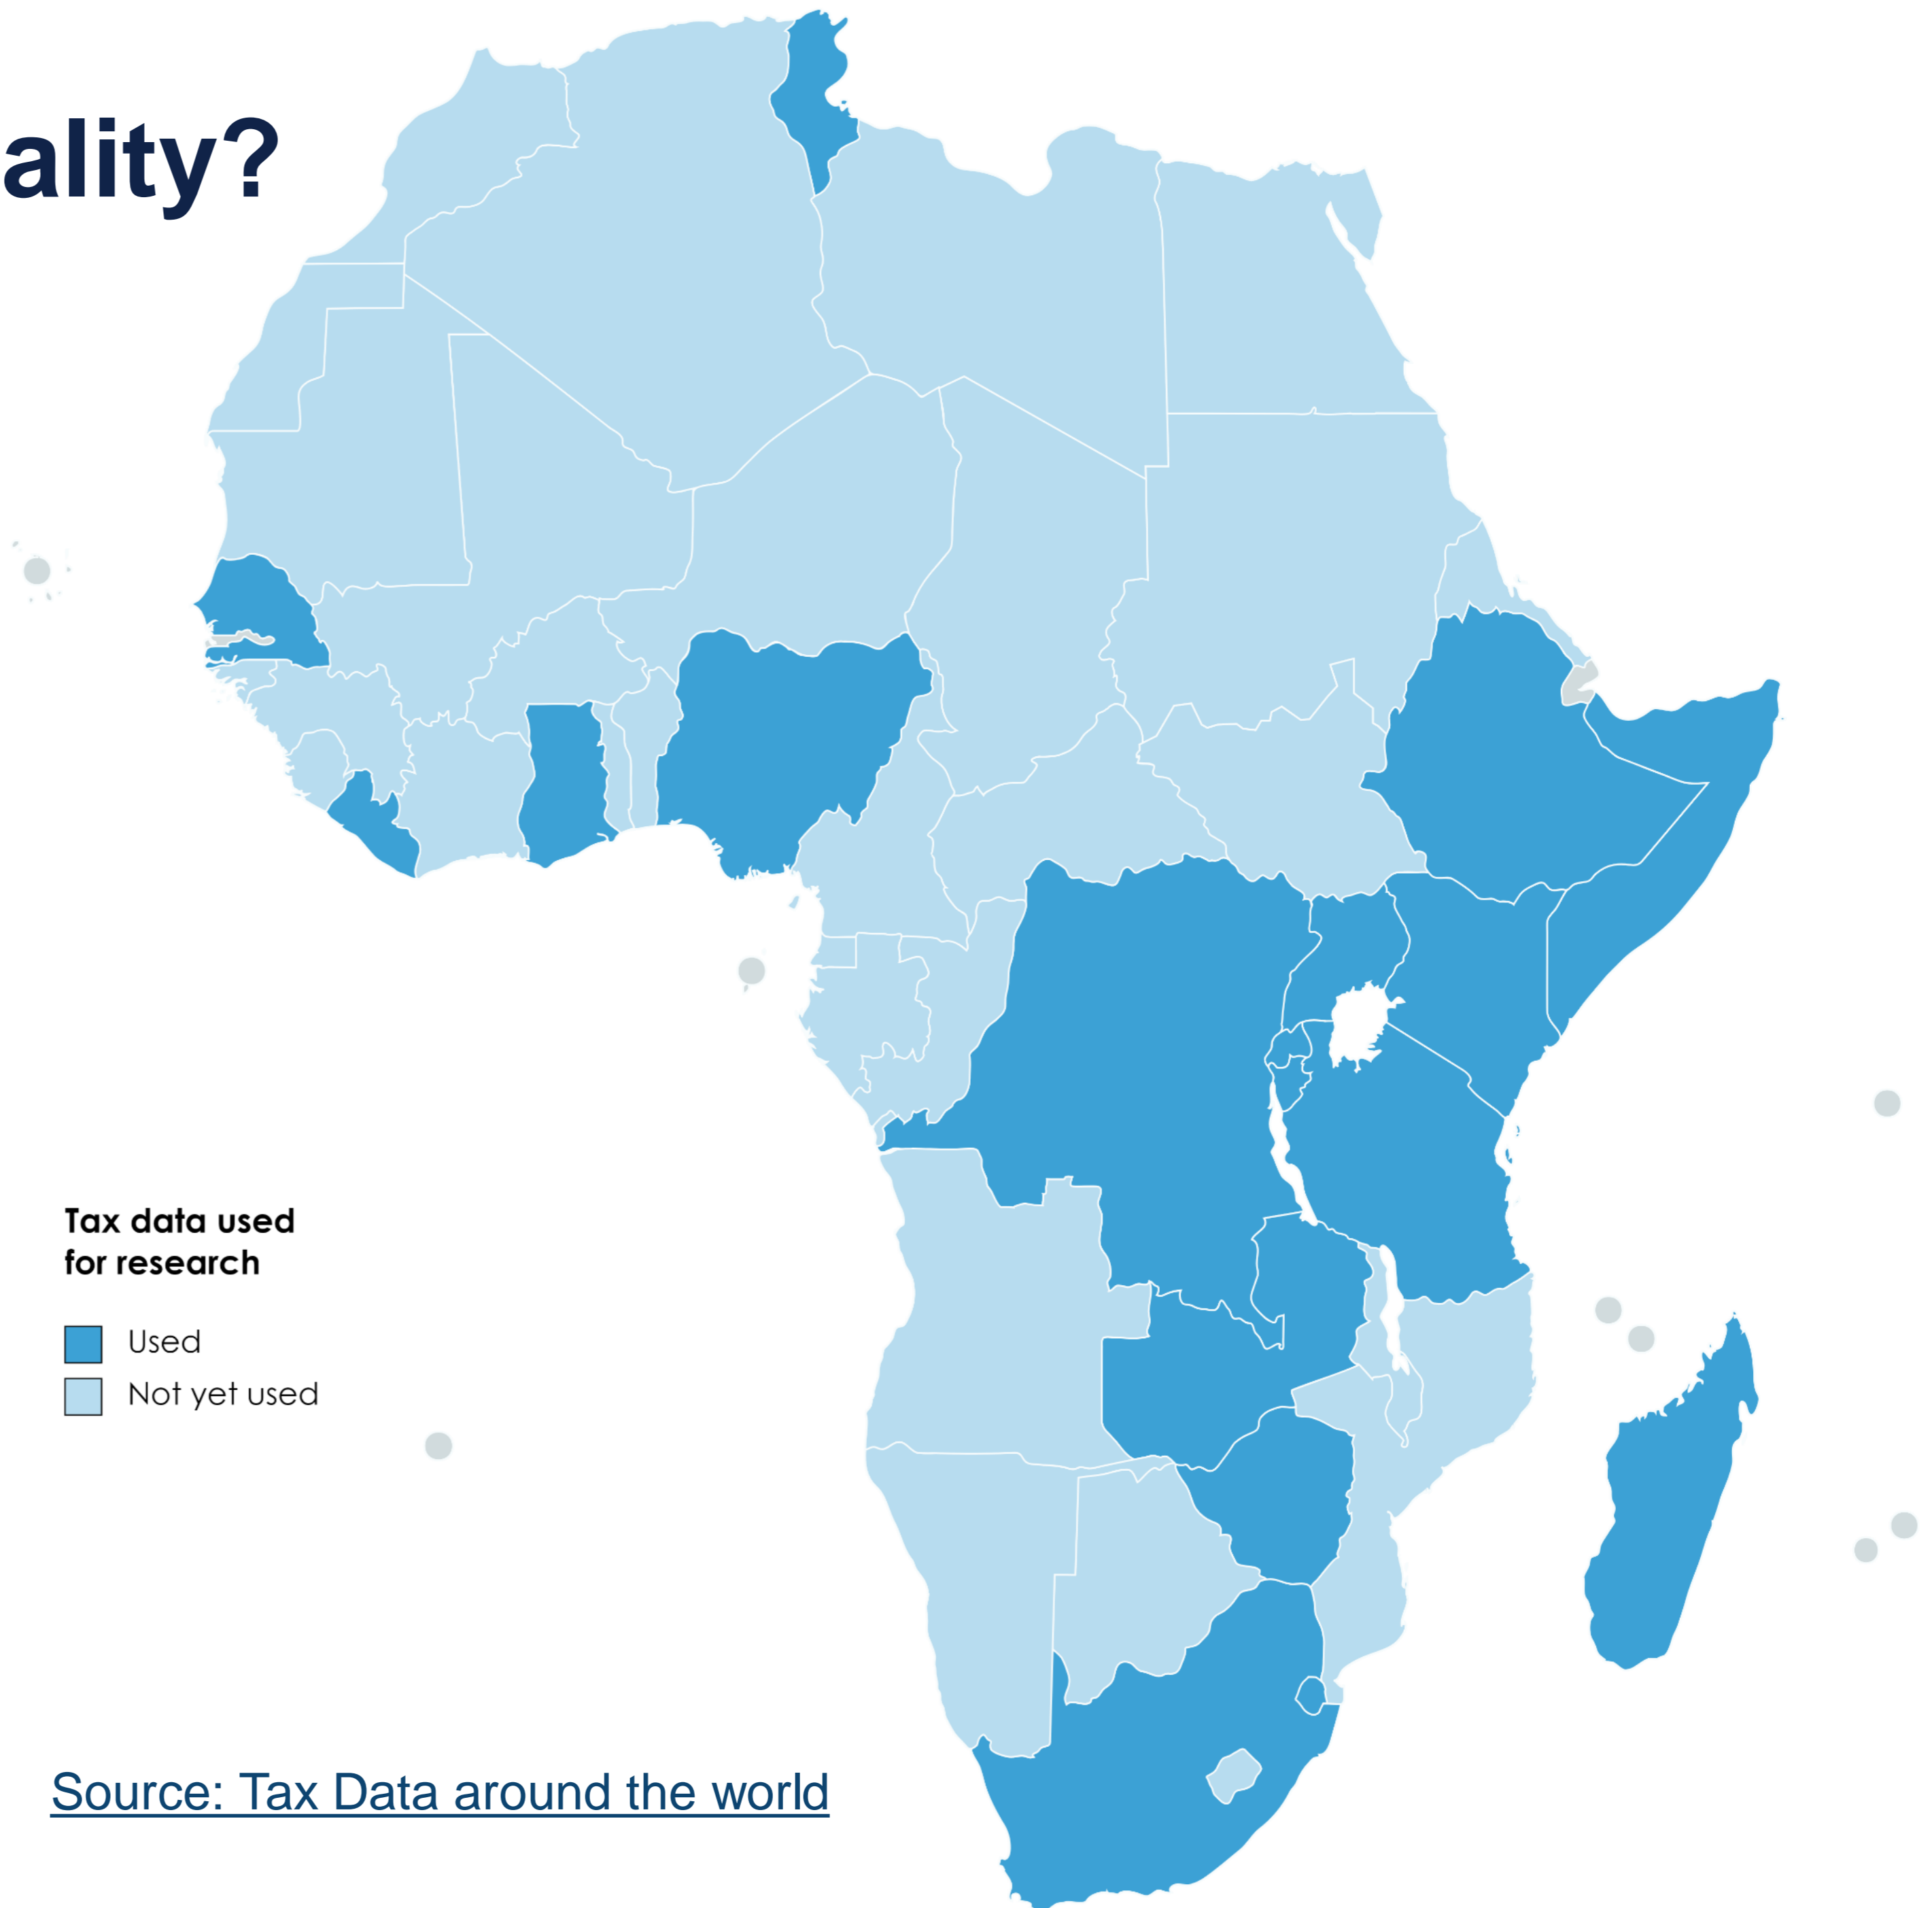 ality?
Tax data used
for research
Used
Not yet used
Source: Tax Data around the world